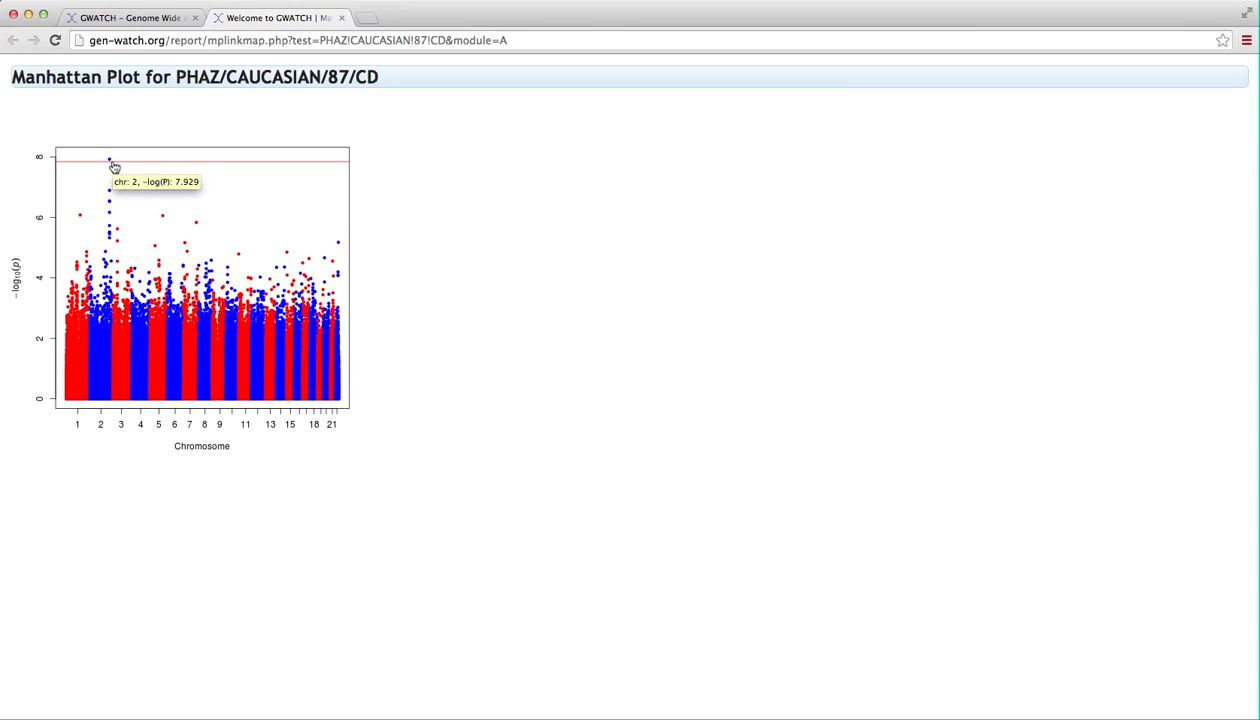 GWATCH – Genome Wide A
Welcome to GWATCH | Ma
gen-watch.org/report/mplinkmap.php?test=PHAZ!CAUCASIAN!87!CD&module=A
Manhattan Plot for PHAZ/CAUCASIAN/87/CD
8
chr: 2, -log(P): 7.929
6
−log10(p)
4
2
0
1 2 3 4 5 6 7 8 9 11 13 15 18 21
Chromosome